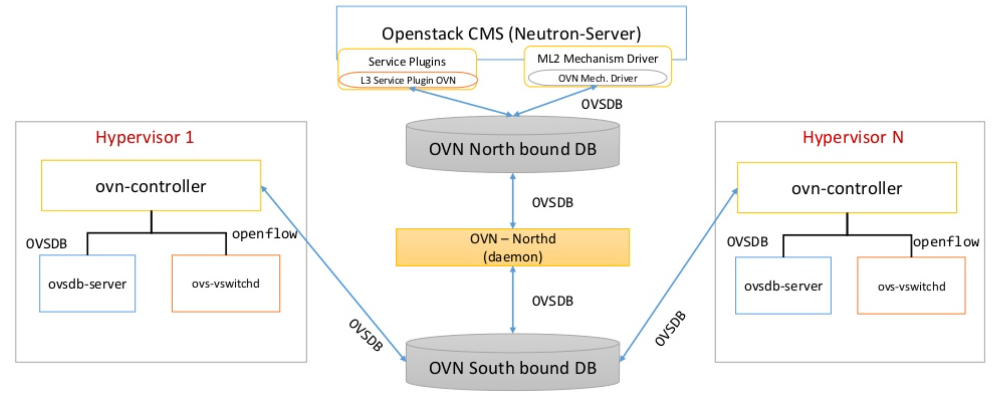 Openstack CMS (Neutron-Server)
Service Plugins
L3 Service Plugin OVN
ML2 Mechanism Driver
OVN Mech. Driver
OVSDB
OVN North bound DB
OVSDB
OVN – Northd
(daemon)
OVSDB
OVN South bound DB
Hypervisor 1
ovn-controller
OVSDB
openflow
ovsdb-server
ovs-vswitchd
OVSDB
Hypervisor N
ovn-controller
OVSDB
openflow
ovsdb-server
ovs-vswitchd
OVSDB